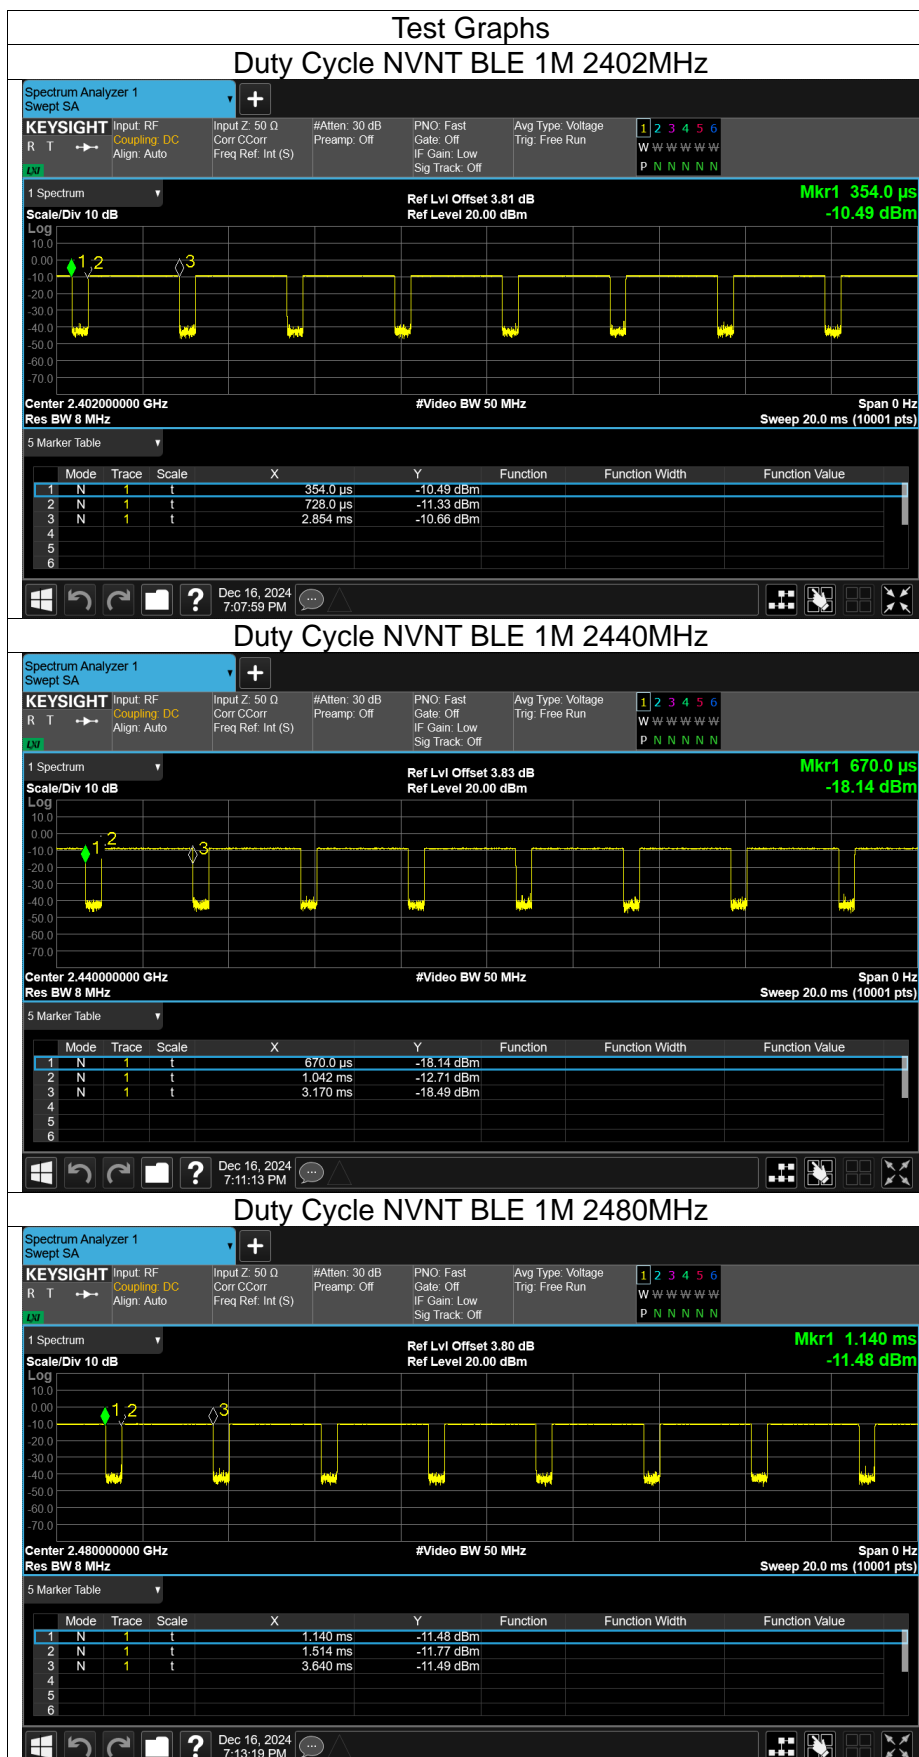 Test Graphs
Duty Cycle NVNT BLE 1M 2402MHz
Spectrum Analyzer 1
Swept SA
KEYSIGHT Input: RF Input Z: 50 Ω #Atten: 30 dB PNO: Fast Avg Type: Voltage 1 2 3 4 5 6
R T Coupling: DC Corr CCorr Preamp: Off Gate: Off Trig: Free Run W W W W W W
Align: Auto Freq Ref: Int (S) IF Gain: Low P N N N N N
LXI Sig Track: Off
1 Spectrum Ref Lvl Offset 3.81 dB Mkr1 354.0 µs
Scale/Div 10 dB Ref Level 20.00 dBm -10.49 dBm
Log
10.0
0.00 1 2 3
-10.0
-20.0
-30.0
-40.0
-50.0
-60.0
-70.0
Center 2.402000000 GHz #Video BW 50 MHz Span 0 Hz
Res BW 8 MHz Sweep 20.0 ms (10001 pts)
5 Marker Table
Mode Trace Scale X Y Function Function Width Function Value
1 N 1 t 354.0 µs -10.49 dBm
2 N 1 t 728.0 µs -11.33 dBm
3 N 1 t 2.854 ms -10.66 dBm
4
5
6
? Dec 16, 2024
7:07:59 PM
Duty Cycle NVNT BLE 1M 2440MHz
Spectrum Analyzer 1
Swept SA
KEYSIGHT Input: RF Input Z: 50 Ω #Atten: 30 dB PNO: Fast Avg Type: Voltage 1 2 3 4 5 6
R T Coupling: DC Corr CCorr Preamp: Off Gate: Off Trig: Free Run W W W W W W
Align: Auto Freq Ref: Int (S) IF Gain: Low P N N N N N
LXI Sig Track: Off
1 Spectrum Ref Lvl Offset 3.83 dB Mkr1 670.0 µs
Scale/Div 10 dB Ref Level 20.00 dBm -18.14 dBm
Log
10.0
0.00 2
-10.0 1 3
-20.0
-30.0
-40.0
-50.0
-60.0
-70.0
Center 2.440000000 GHz #Video BW 50 MHz Span 0 Hz
Res BW 8 MHz Sweep 20.0 ms (10001 pts)
5 Marker Table
Mode Trace Scale X Y Function Function Width Function Value
1 N 1 t 670.0 µs -18.14 dBm
2 N 1 t 1.042 ms -12.71 dBm
3 N 1 t 3.170 ms -18.49 dBm
4
5
6
? Dec 16, 2024
7:11:13 PM
Duty Cycle NVNT BLE 1M 2480MHz
Spectrum Analyzer 1
Swept SA
KEYSIGHT Input: RF Input Z: 50 Ω #Atten: 30 dB PNO: Fast Avg Type: Voltage 1 2 3 4 5 6
R T Coupling: DC Corr CCorr Preamp: Off Gate: Off Trig: Free Run W W W W W W
Align: Auto Freq Ref: Int (S) IF Gain: Low P N N N N N
LXI Sig Track: Off
1 Spectrum Ref Lvl Offset 3.80 dB Mkr1 1.140 ms
Scale/Div 10 dB Ref Level 20.00 dBm -11.48 dBm
Log
10.0
0.00 1 2 3
-10.0
-20.0
-30.0
-40.0
-50.0
-60.0
-70.0
Center 2.480000000 GHz #Video BW 50 MHz Span 0 Hz
Res BW 8 MHz Sweep 20.0 ms (10001 pts)
5 Marker Table
Mode Trace Scale X Y Function Function Width Function Value
1 N 1 t 1.140 ms -11.48 dBm
2 N 1 t 1.514 ms -11.77 dBm
3 N 1 t 3.640 ms -11.49 dBm
4
5
6
? Dec 16, 2024
7:13:19 PM